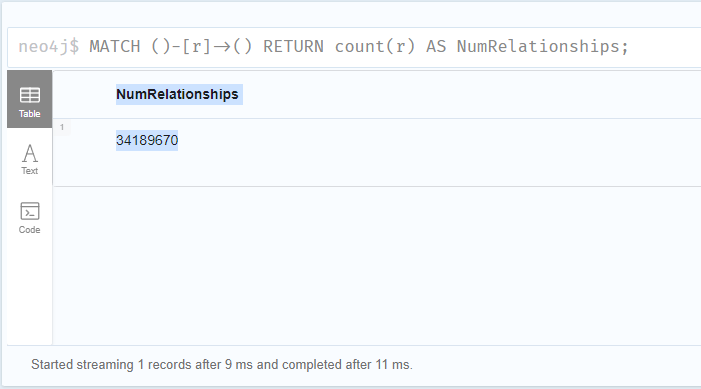 neo4j$ MATCH ()-[r]→() RETURN count(r) AS NumRelationships;
NumRelationships
Table
1
34189670
Text
Code
Started streaming 1 records after 9 ms and completed after 11 ms.